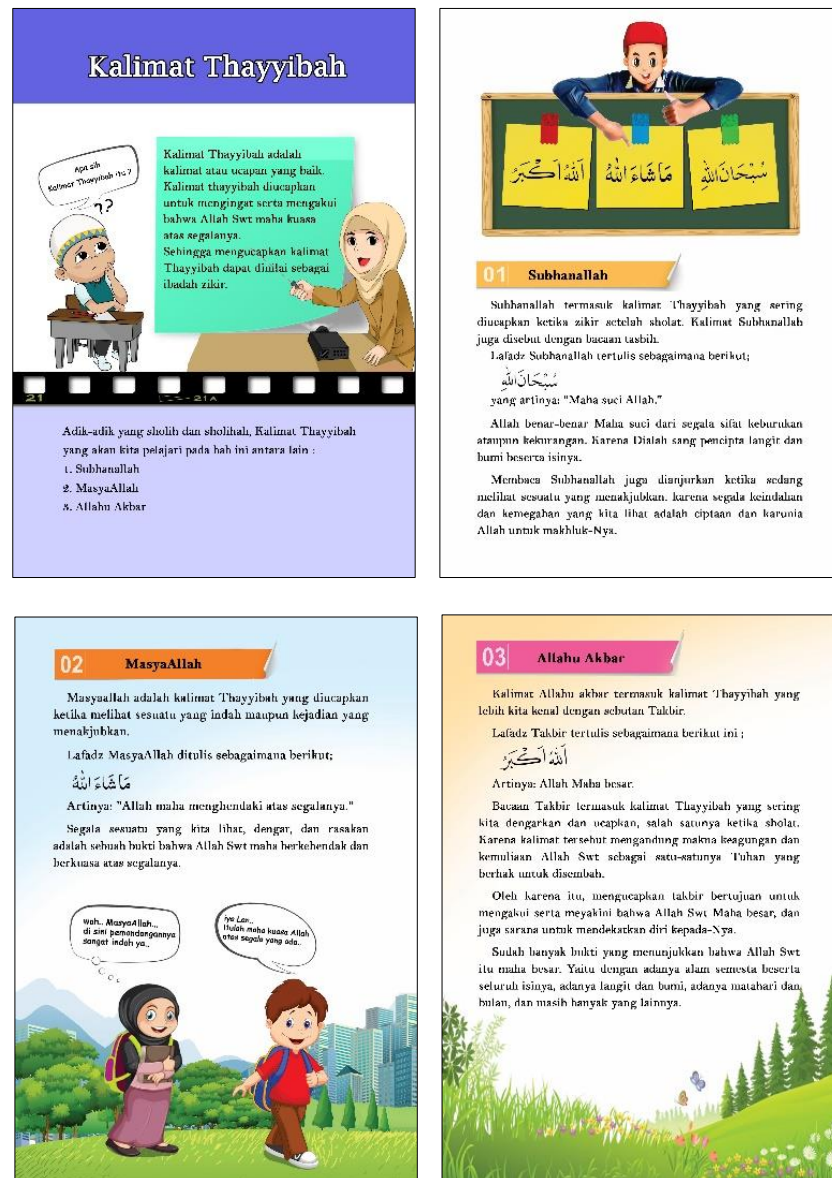 Kalimat Thayyibah
Apa sih
Kalimat Thayyibah itu ?
??
Kalimat Thayyibah adalah
kalimat atau ucapan yang baik.
Kalimat thayyibah diucapkan
untuk mengingat serta mengakui
bahwa Allah Swt maha kuasa
atas segalanya.
Sehingga mengucapkan kalimat
Thayyibah dapat dinilai sebagai
ibadah zikir.
21
21A
Adik-adik yang sholih dan sholihah, Kalimat Thayyibah
yang akan kita pelajari pada bab ini antara lain :
1. Subhanallah
2. MasyaAllah
3. Allahu Akbar
سُبْحَانَ اللهِ
مَا شَاءَ اللهُ
اَللهُ اَكْبَرُ
01 Subhanallah
Subhanallah termasuk kalimat Thayyibah yang sering
diucapkan ketika zikir setelah sholat. Kalimat Subhanallah
juga disebut dengan bacaan tasbih.
Lafadz Subhanallah tertulis sebagaimana berikut;
سُبْحَانَ اللهِ
yang artinya: "Maha suci Allah."
Allah benar-benar Maha suci dari segala sifat keburukan
ataupun kekurangan. Karena Dialah sang pencipta langit dan
bumi beserta isinya.
Membaca Subhanallah juga dianjurkan ketika sedang
melihat sesuatu yang menakjubkan. karena segala keindahan
dan kemegahan yang kita lihat adalah ciptaan dan karunia
Allah untuk makhluk-Nya.
02 MasyaAllah
Masyaallah adalah kalimat Thayyibah yang diucapkan
ketika melihat sesuatu yang indah maupun kejadian yang
menakjubkan.
Lafadz MasyaAllah ditulis sebagaimana berikut;
مَا شَاءَ اللهُ
Artinya: "Allah maha menghendaki atas segalanya."
Segala sesuatu yang kita lihat, dengar, dan rasakan
adalah sebuah bukti bahwa Allah Swt maha berkehendak dan
berkuasa atas segalanya.
wah.. MasyaAllah...
di sini pemandangannya
sangat indah ya..
iya Lan..
Itulah maha kuasa Allah
atas segala yang ada..
03 Allahu Akbar
Kalimat Allahu akbar termasuk kalimat Thayyibah yang
lebih kita kenal dengan sebutan Takbir.
Lafadz Takbir tertulis sebagaimana berikut ini ;
اَللهُ اَكْبَرُ
Artinya: Allah Maha besar.
Bacaan Takbir termasuk kalimat Thayyibah yang sering
kita dengarkan dan ucapkan, salah satunya ketika sholat.
Karena kalimat tersebut mengandung makna keagungan dan
kemuliaan Allah Swt sebagai satu-satunya Tuhan yang
berhak untuk disembah.
Oleh karena itu, mengucapkan takbir bertujuan untuk
mengakui serta meyakini bahwa Allah Swt Maha besar, dan
juga sarana untuk mendekatkan diri kepada-Nya.
Sudah banyak bukti yang menunjukkan bahwa Allah Swt
itu maha besar. Yaitu dengan adanya alam semesta beserta
seluruh isinya, adanya langit dan bumi, adanya matahari dan
bulan, dan masih banyak yang lainnya.